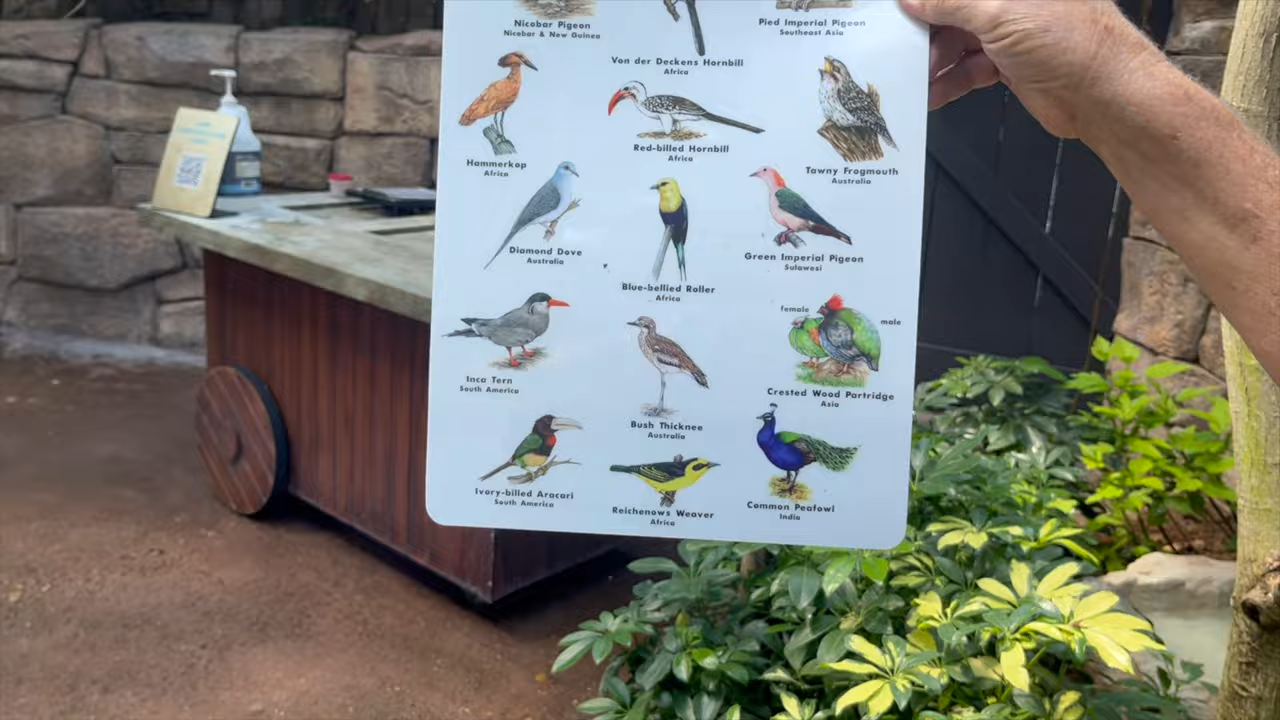 Nicobar Pigeon
Nicobar & New Guinea
Von der Deckens Hornbill
Africa
Pied Imperial Pigeon
Southeast Asia
Hammerkop
Africa
Red-billed Hornbill
Africa
Tawny Frogmouth
Australia
Diamond Dove
Australia
Blue-bellied Roller
Africa
Green Imperial Pigeon
Sulawesi
Inca Tern
South America
Bush Thicknee
Australia
female
male
Crested Wood Partridge
Asia
Ivory-billed Aracari
South America
Reichenows Weaver
Africa
Common Peafowl
India